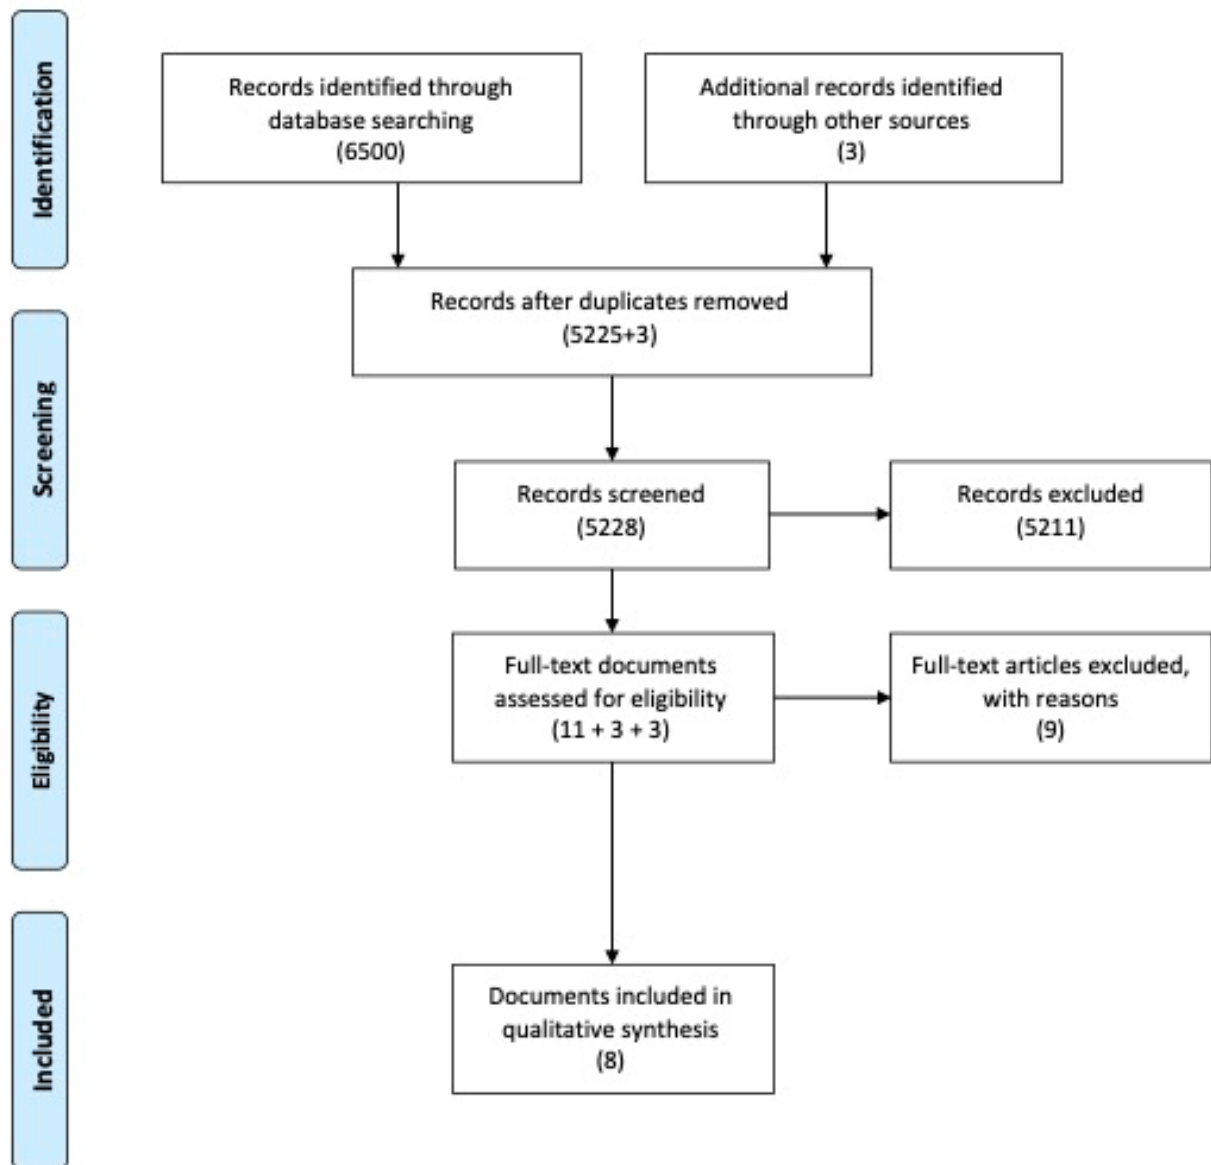 Identification
Records identified through
database searching
(6500)
Additional records identified
through other sources
(3)
Records after duplicates removed
(5225+3)
Screening
Records screened
(5228)
Records excluded
(5211)
Eligibility
Full-text documents
assessed for eligibility
(11 + 3 + 3)
Full-text articles excluded,
with reasons
(9)
Included
Documents included in
qualitative synthesis
(8)